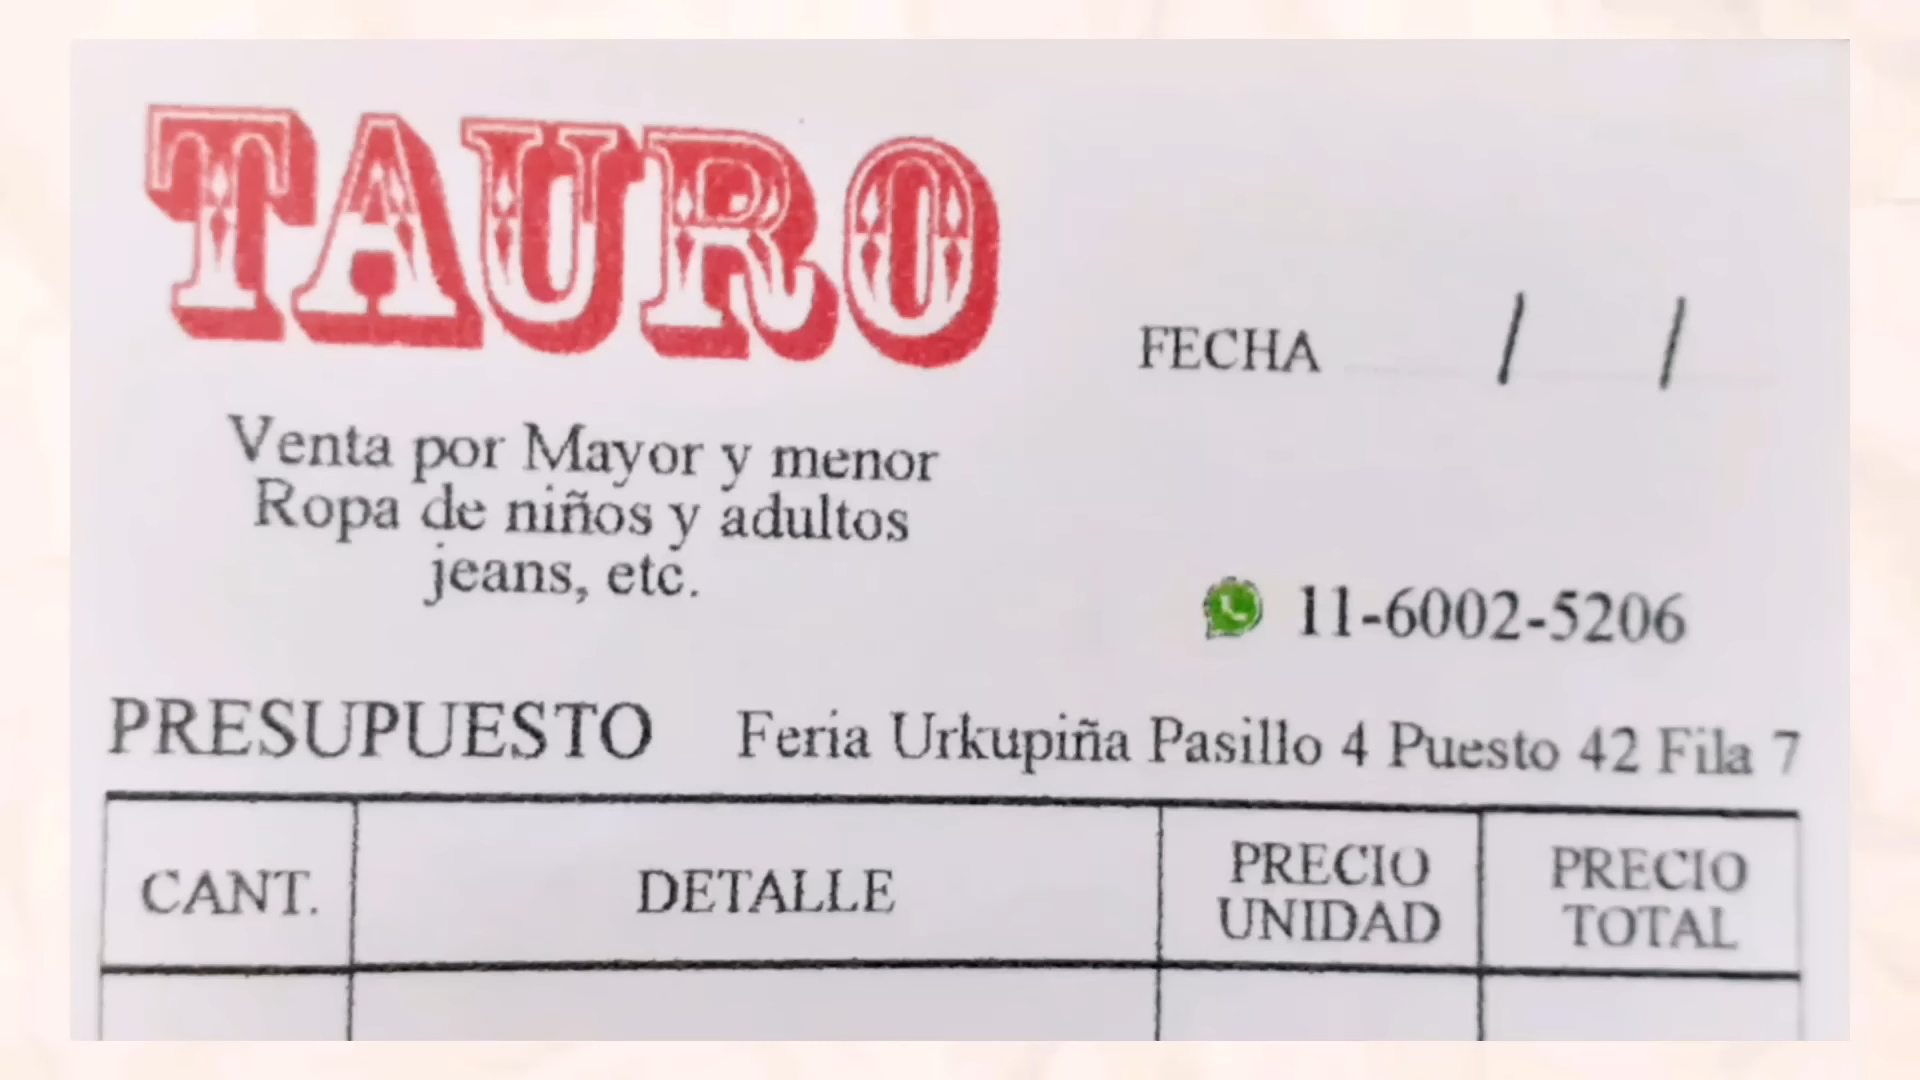 TAURO
FECHA / /
Venta por Mayor y menor
Ropa de niños y adultos
jeans, etc.
11-6002-5206
PRESUPUESTO Feria Urkupiña Pasillo 4 Puesto 42 Fila 7
CANT. DETALLE PRECIO UNIDAD PRECIO TOTAL